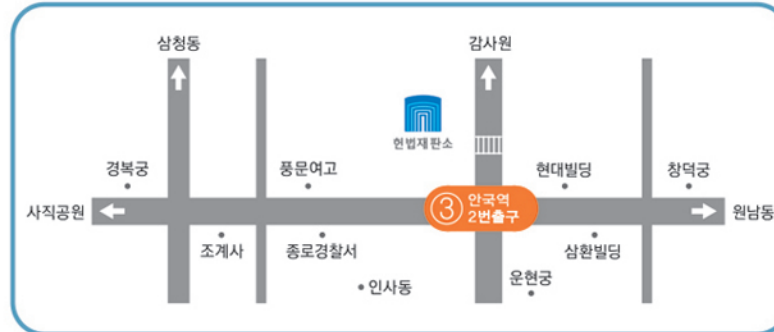 삼청동
감사원
헌법재판소
경복궁
풍문여고
현대빌딩
창덕궁
사직공원
③ 안국역
2번출구
원남동
조계사
종로경찰서
삼환빌딩
인사동
운현궁